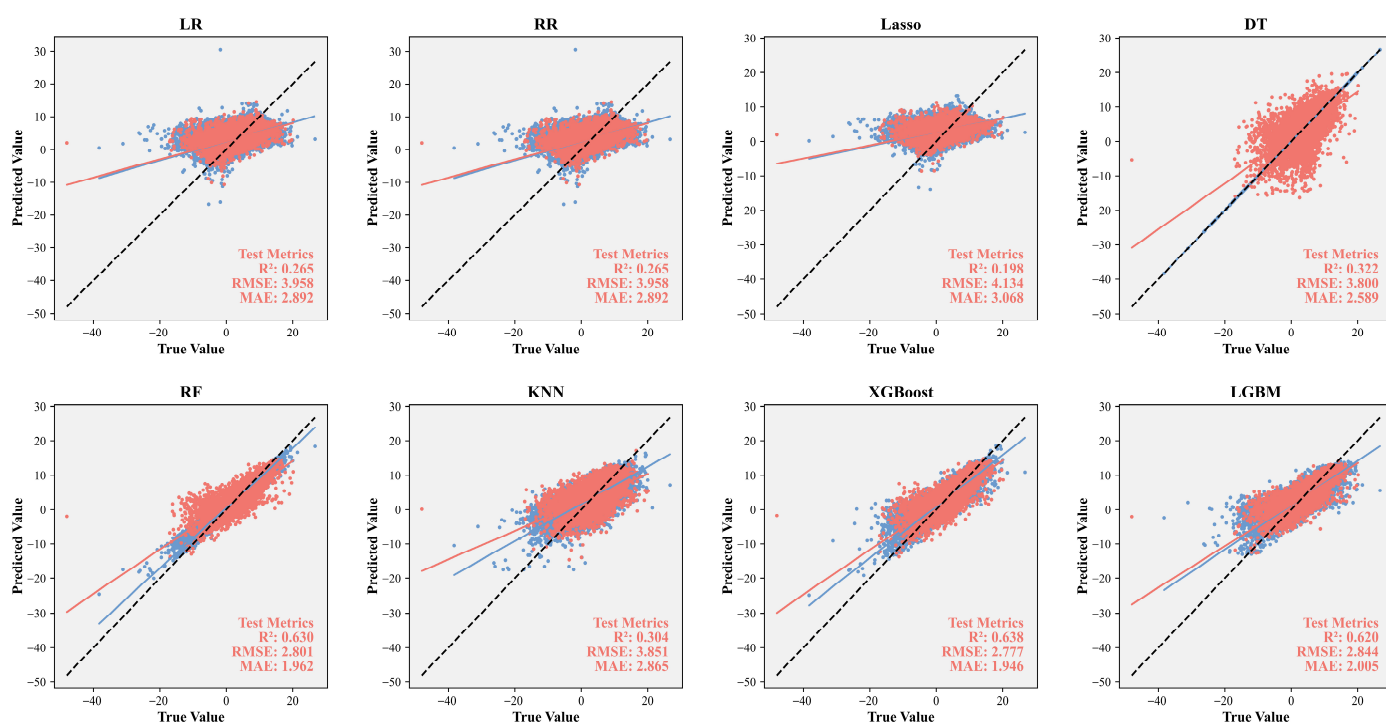 LR
30
20
10
0
−10
−20
−30
−40
−50
Predicted Value
Test Metrics
R²: 0.265
RMSE: 3.958
MAE: 2.892
−40 −20 0 20
True Value
RR
30
20
10
0
−10
−20
−30
−40
−50
Predicted Value
Test Metrics
R²: 0.265
RMSE: 3.958
MAE: 2.892
−40 −20 0 20
True Value
Lasso
30
20
10
0
−10
−20
−30
−40
−50
Predicted Value
Test Metrics
R²: 0.198
RMSE: 4.134
MAE: 3.068
−40 −20 0 20
True Value
DT
30
20
10
0
−10
−20
−30
−40
−50
Predicted Value
Test Metrics
R²: 0.322
RMSE: 3.800
MAE: 2.589
−40 −20 0 20
True Value
RF
30
20
10
0
−10
−20
−30
−40
−50
Predicted Value
Test Metrics
R²: 0.630
RMSE: 2.801
MAE: 1.962
−40 −20 0 20
True Value
KNN
30
20
10
0
−10
−20
−30
−40
−50
Predicted Value
Test Metrics
R²: 0.304
RMSE: 3.851
MAE: 2.865
−40 −20 0 20
True Value
XGBoost
30
20
10
0
−10
−20
−30
−40
−50
Predicted Value
Test Metrics
R²: 0.638
RMSE: 2.777
MAE: 1.946
−40 −20 0 20
True Value
LGBM
30
20
10
0
−10
−20
−30
−40
−50
Predicted Value
Test Metrics
R²: 0.620
RMSE: 2.844
MAE: 2.005
−40 −20 0 20
True Value